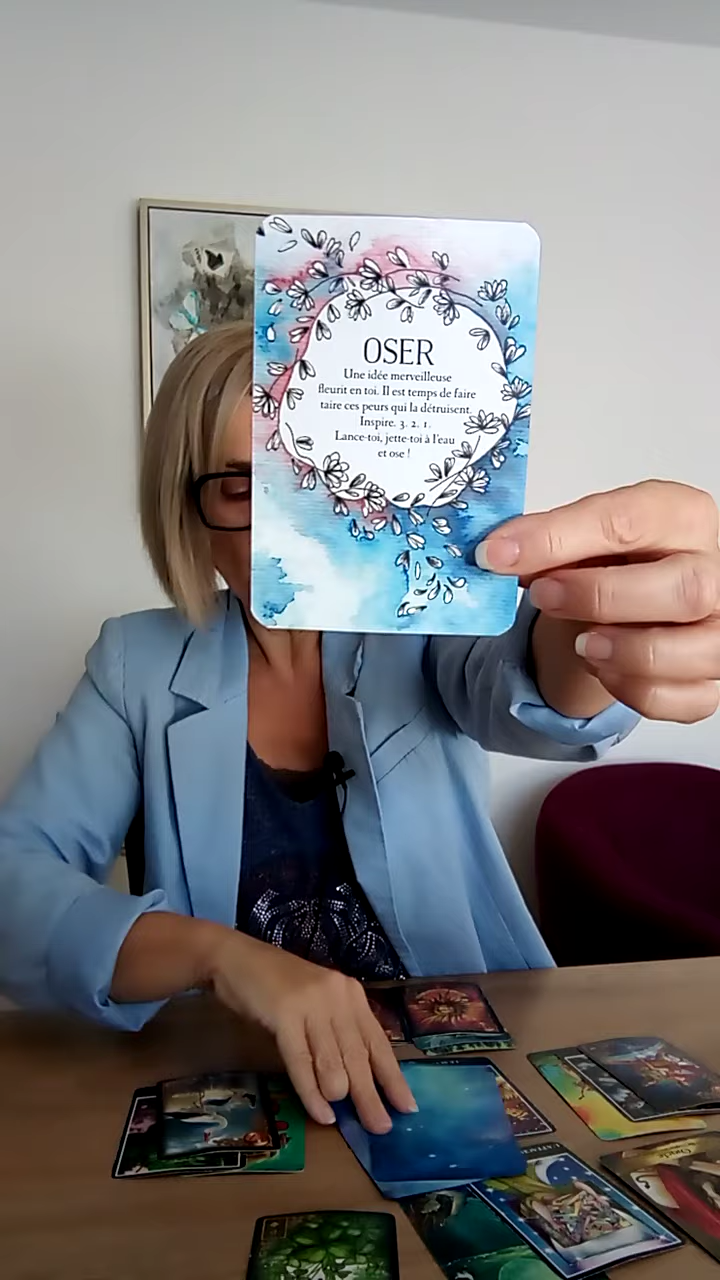 OSER
Une idée merveilleuse
fleurit en toi. Il est temps de faire
taire ces peurs qui la détruisent.
Inspire. 3. 2. 1.
Lance-toi, jette-toi à l'eau
et ose !
Oracle